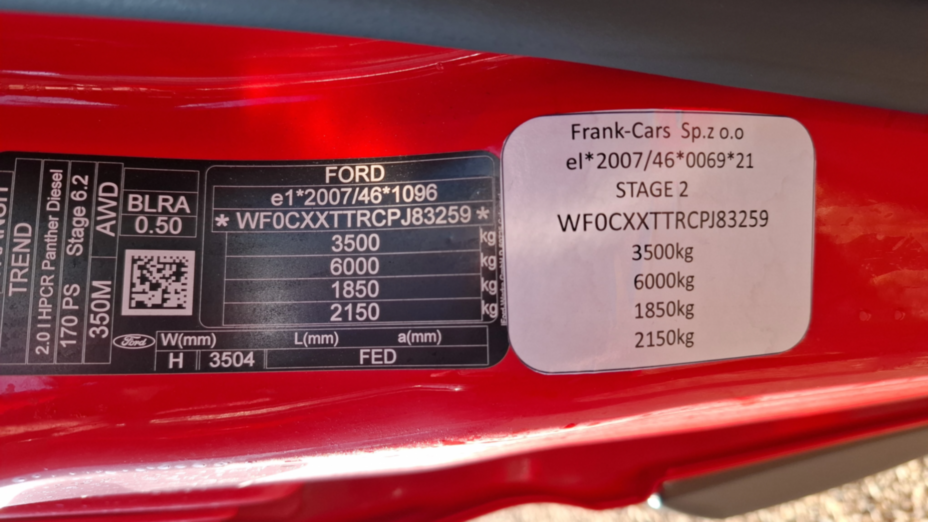 TREND
2.0 l HPCR Panther Diesel
170 PS
Stage 6.2
350M
AWD
BLRA
0.50
FORD
e1*2007/46*1096
* WF0CXXTTRCPJ83259 *
3500 kg
6000 kg
1850 kg
2150 kg
Ford
W(mm) L(mm) a(mm)
H 3504 FED
Frank-Cars Sp.z o.o
el*2007/46*0069*21
STAGE 2
WF0CXXTTRCPJ83259
3500kg
6000kg
1850kg
2150kg